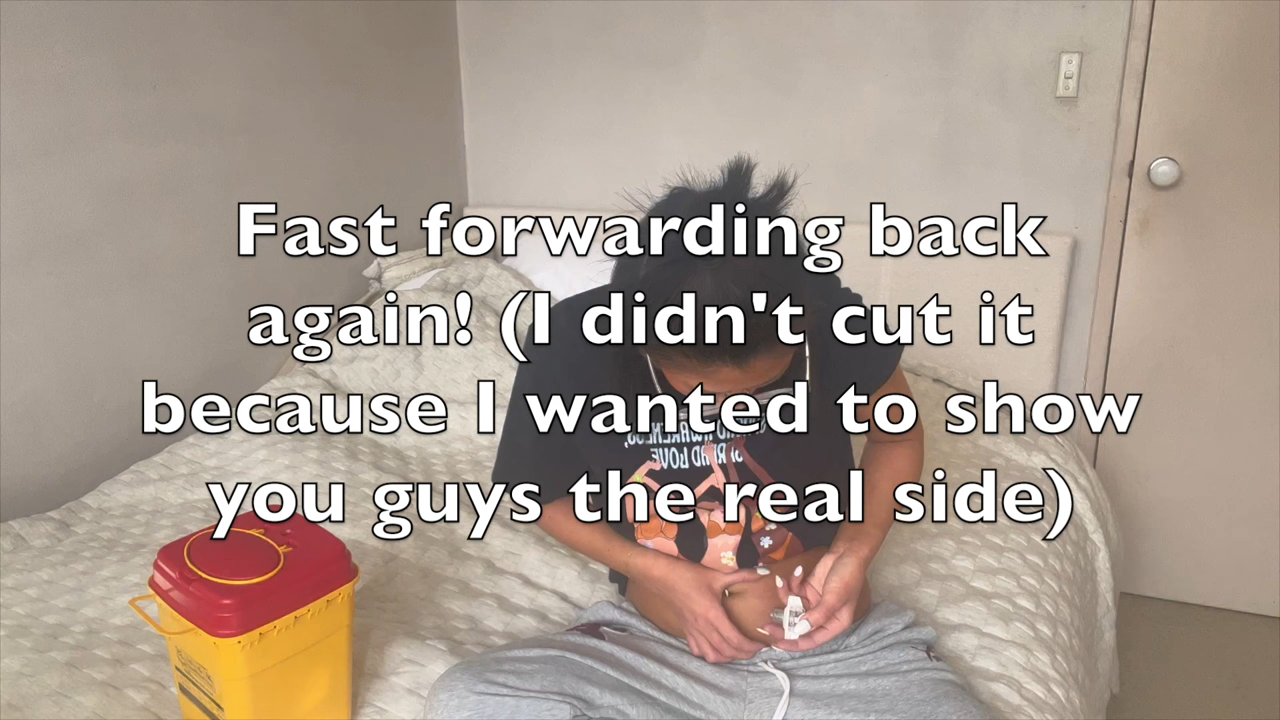 Fast forwarding back
again! (I didn't cut it
because I wanted to show
you guys the real side)